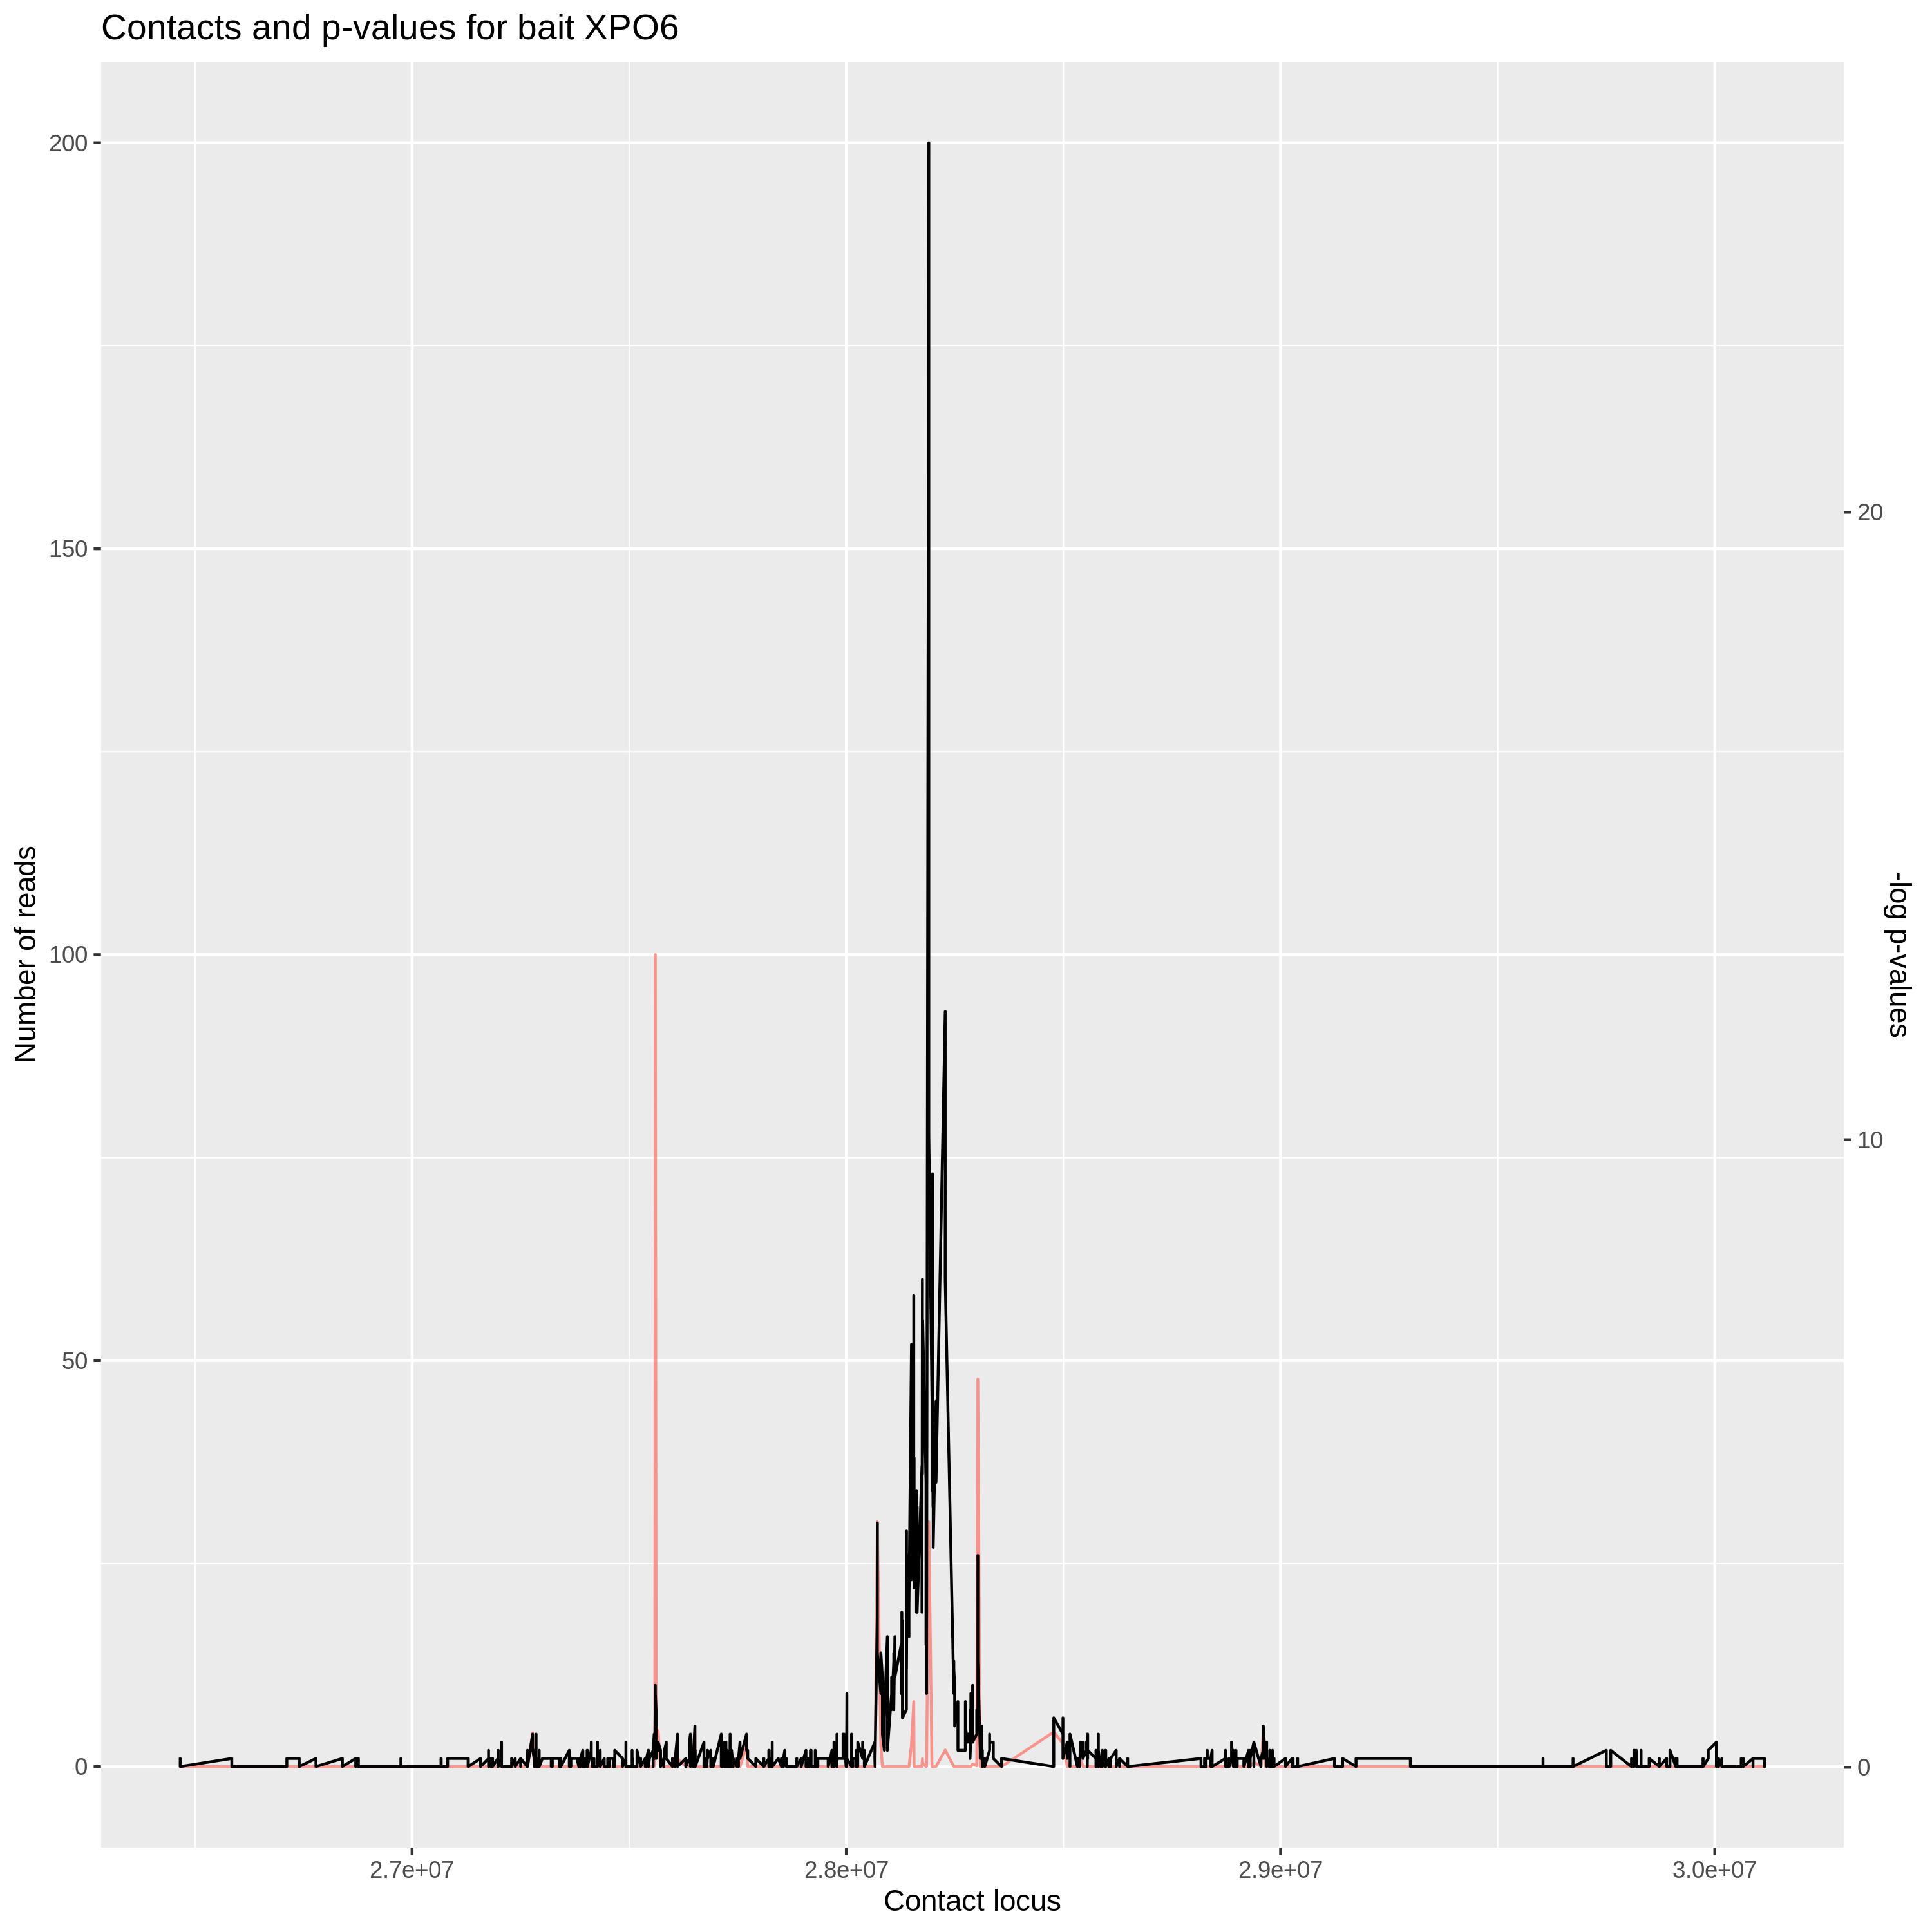 Contacts and p-values for bait XPO6
200
150
100
50
0
Number of reads
20
10
0
-log p-values
2.7e+07
2.8e+07
2.9e+07
3.0e+07
Contact locus